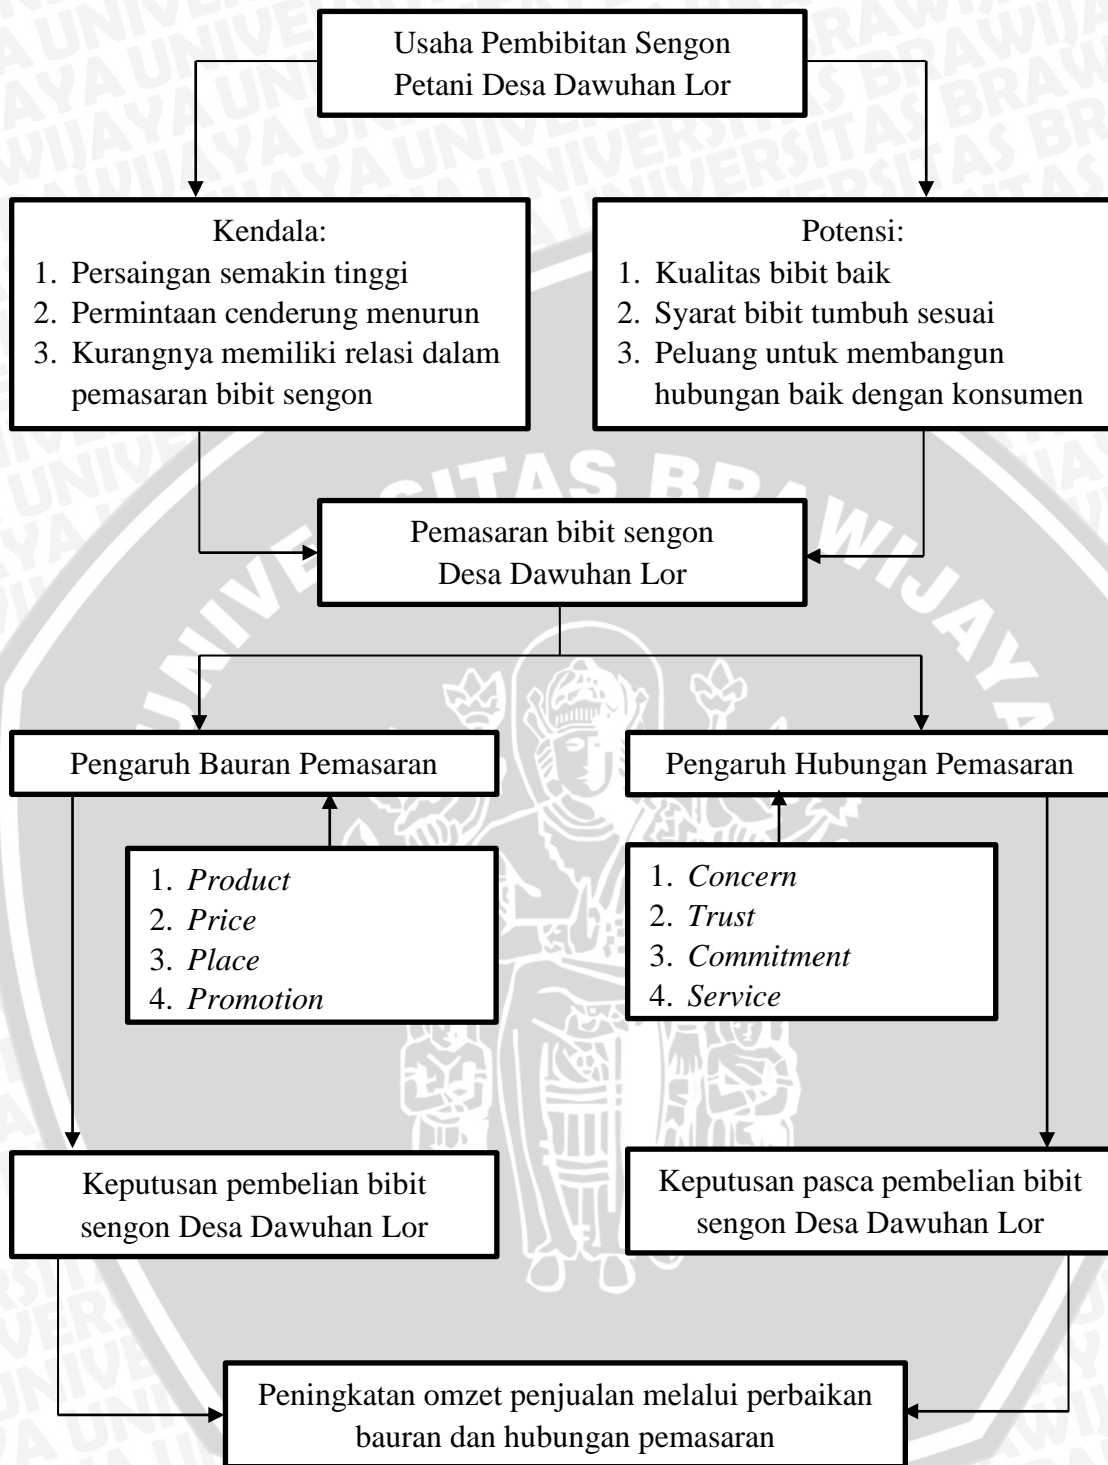 Usaha Pembibitan Sengon
Petani Desa Dawuhan Lor
Kendala:
1. Persaingan semakin tinggi
2. Permintaan cenderung menurun
3. Kurangnya memiliki relasi dalam
pemasaran bibit sengon
Potensi:
1. Kualitas bibit baik
2. Syarat bibit tumbuh sesuai
3. Peluang untuk membangun
hubungan baik dengan konsumen
UNIVERSITAS BRAWIJAYA
Pemasaran bibit sengon
Desa Dawuhan Lor
Pengaruh Bauran Pemasaran
Pengaruh Hubungan Pemasaran
1. Product
2. Price
3. Place
4. Promotion
1. Concern
2. Trust
3. Commitment
4. Service
Keputusan pembelian bibit
sengon Desa Dawuhan Lor
Keputusan pasca pembelian bibit
sengon Desa Dawuhan Lor
Peningkatan omzet penjualan melalui perbaikan
bauran dan hubungan pemasaran